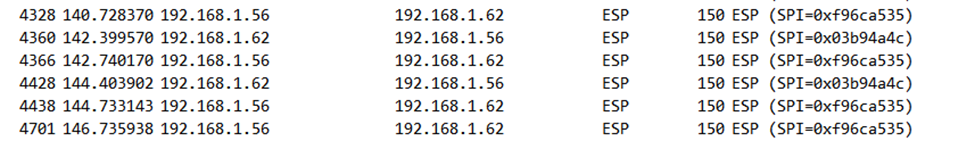 4328 140.728370 192.168.1.56 192.168.1.62 ESP 150 ESP (SPI=0xf96ca535)
4360 142.399570 192.168.1.62 192.168.1.56 ESP 150 ESP (SPI=0x03b94a4c)
4366 142.740170 192.168.1.56 192.168.1.62 ESP 150 ESP (SPI=0xf96ca535)
4428 144.403902 192.168.1.62 192.168.1.56 ESP 150 ESP (SPI=0x03b94a4c)
4438 144.733143 192.168.1.56 192.168.1.62 ESP 150 ESP (SPI=0xf96ca535)
4701 146.735938 192.168.1.56 192.168.1.62 ESP 150 ESP (SPI=0xf96ca535)